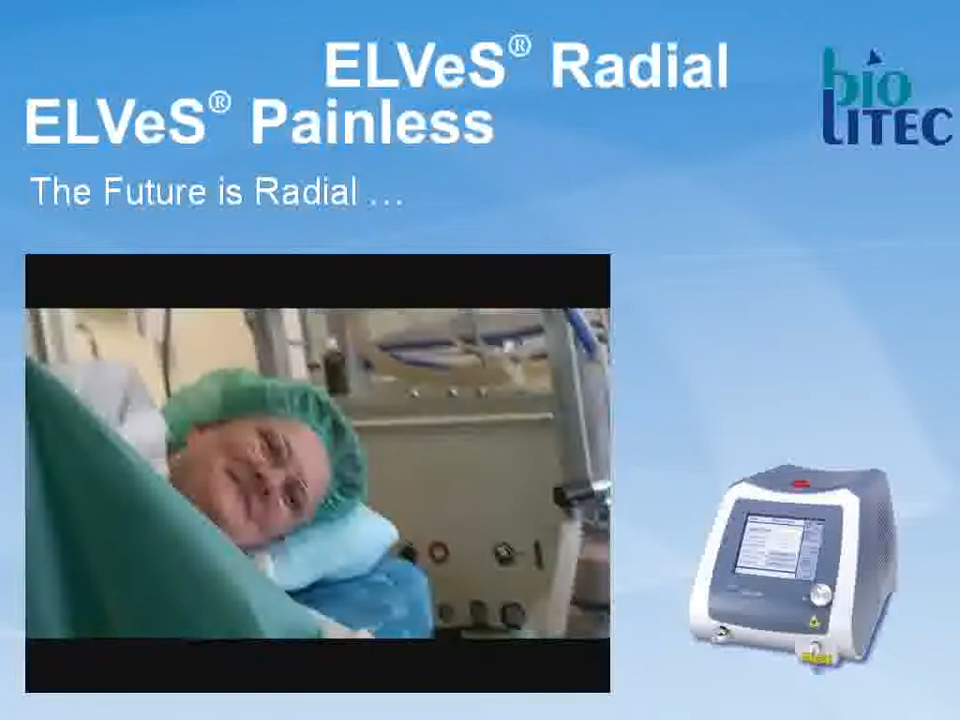 ELVeS® Radial
ELVeS® Painless
The Future is Radial ...
bio
LITEC